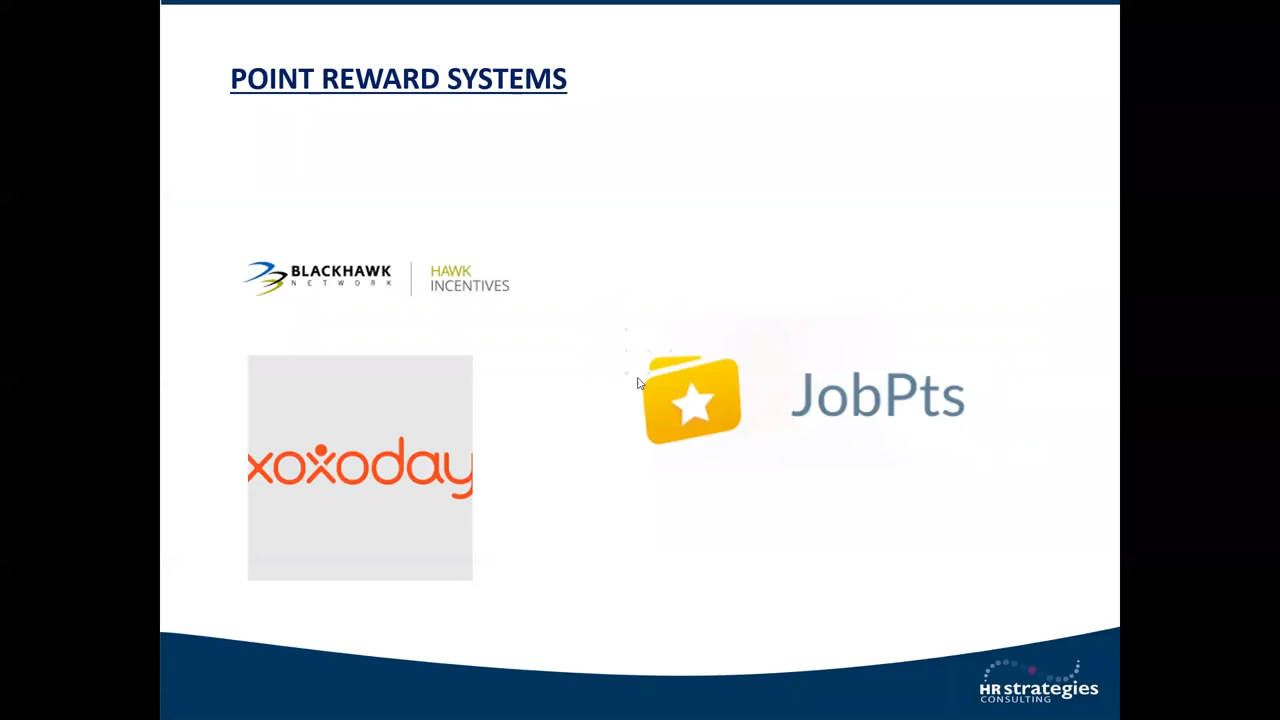 POINT REWARD SYSTEMS
BLACKHAWK
NETWORK
HAWK
INCENTIVES
xoxoday
JobPts
HR strategies
CONSULTING